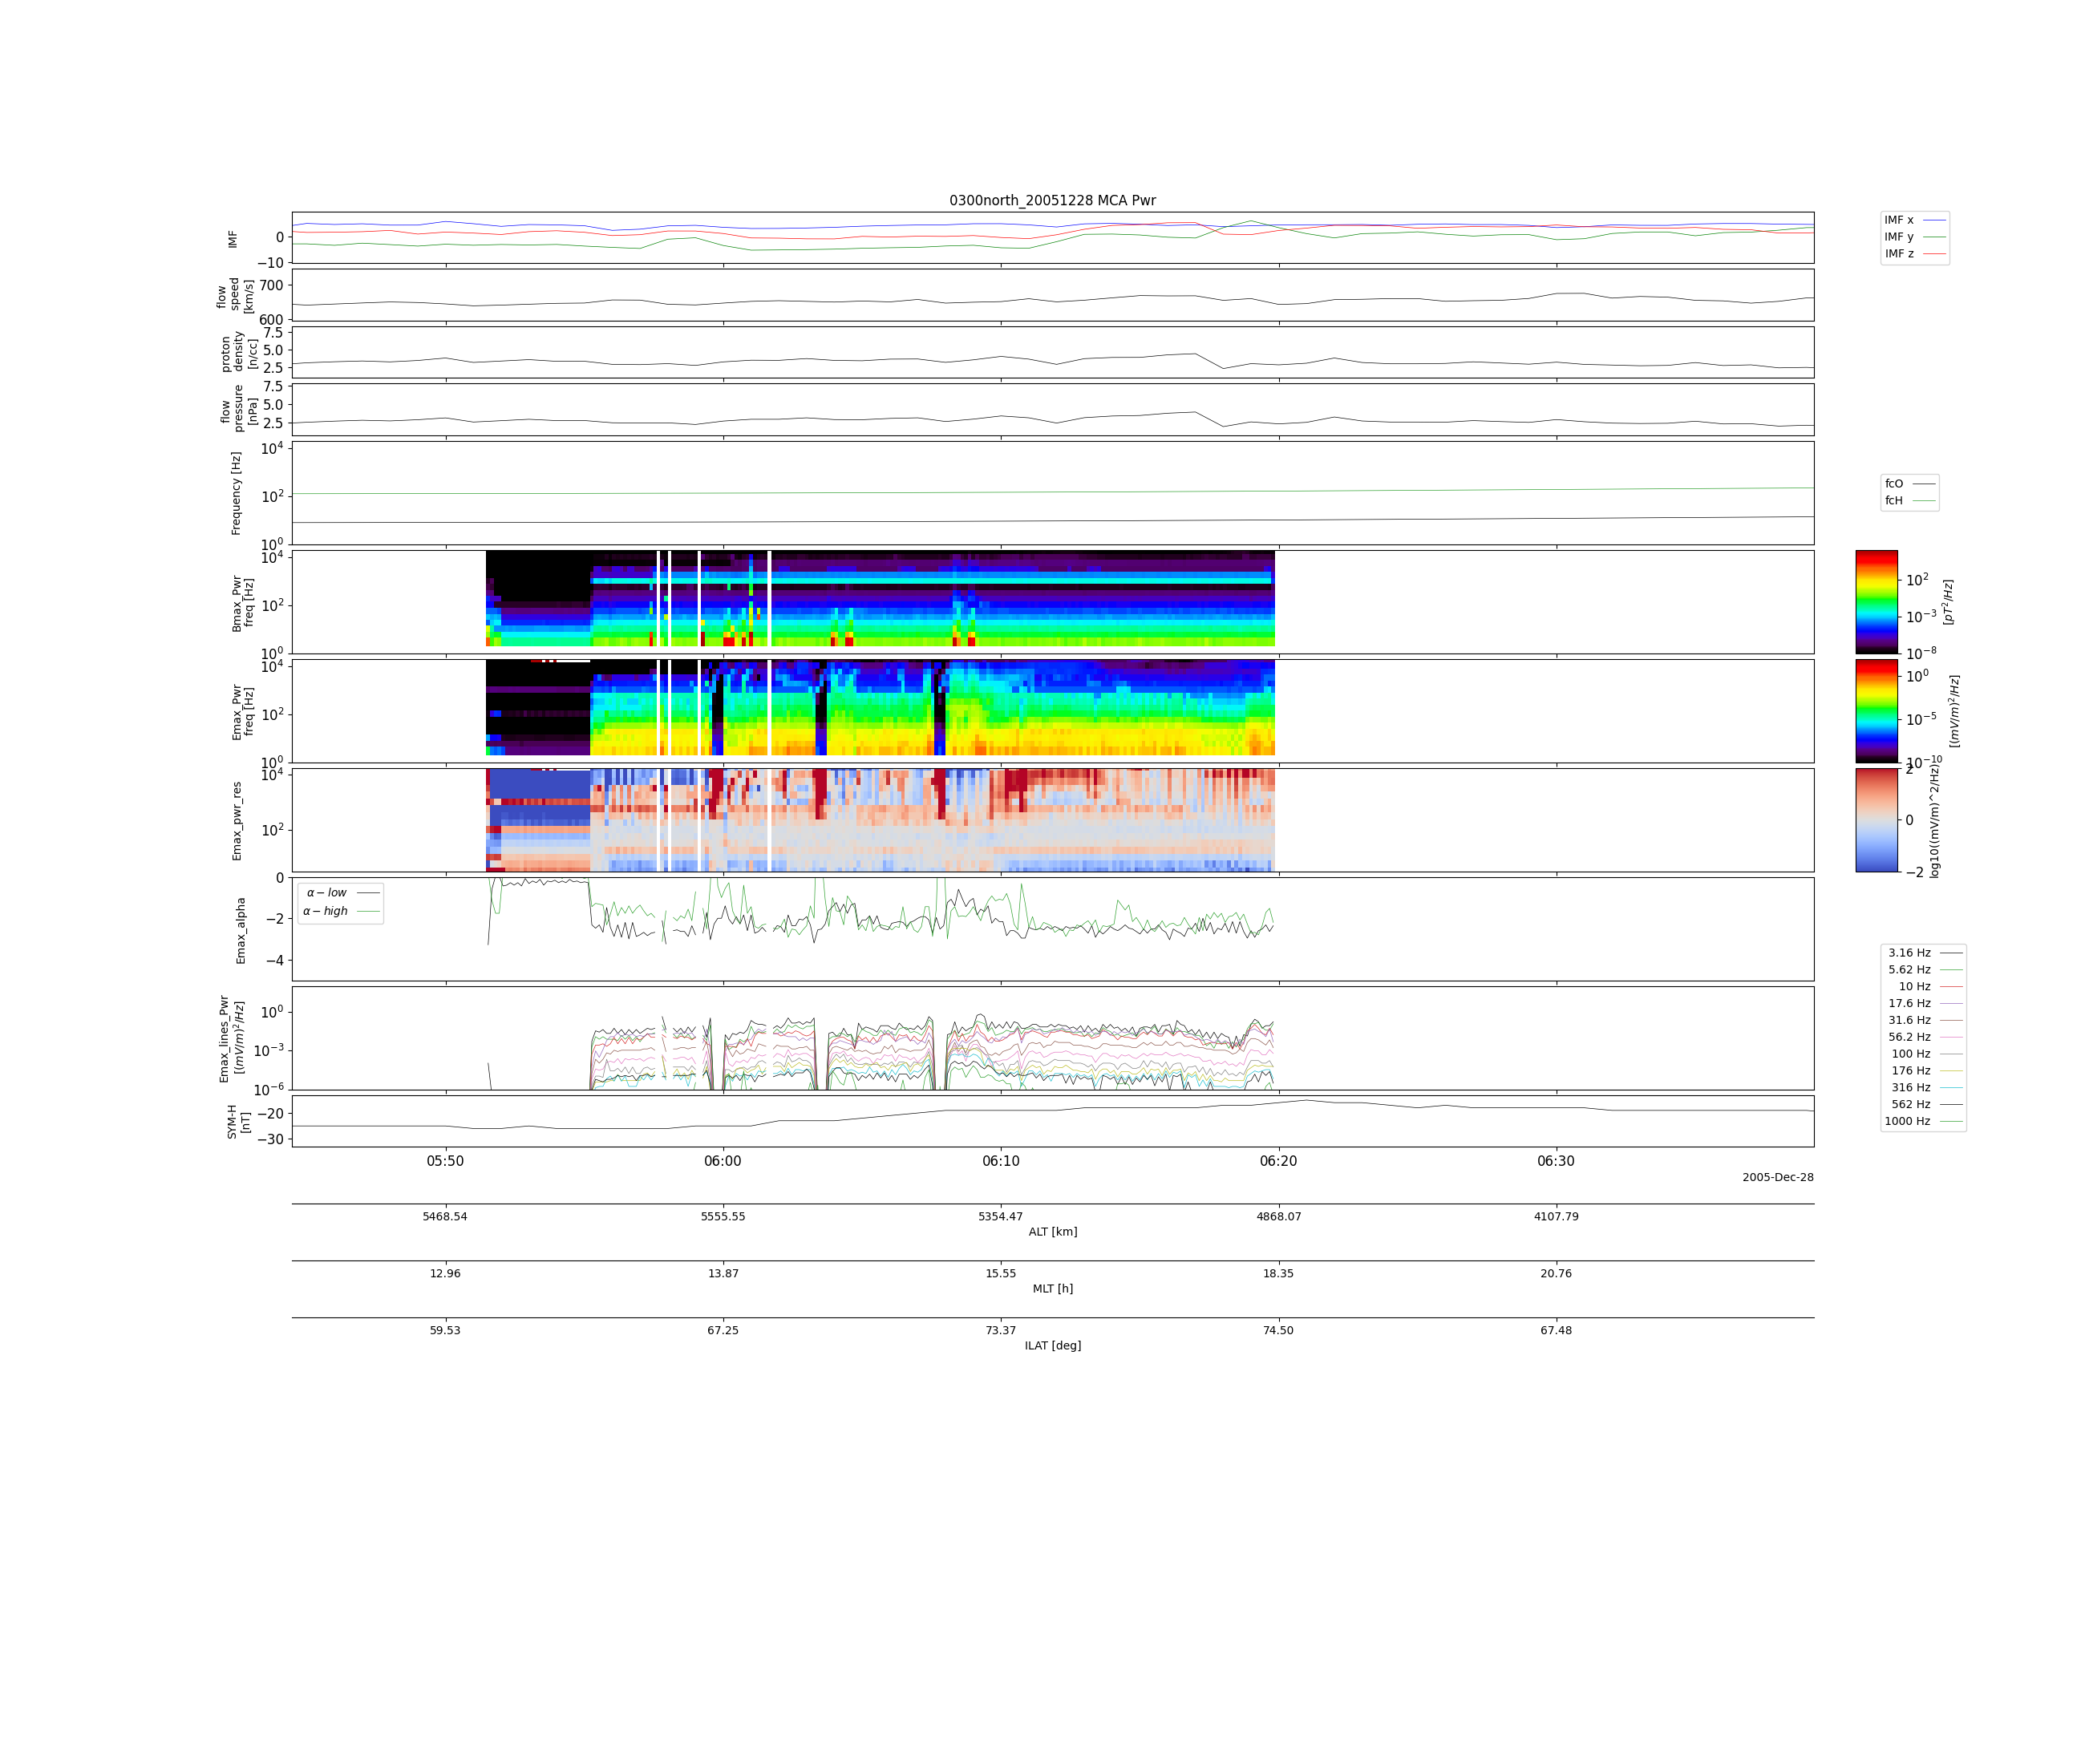 0300north_20051228 MCA Pwr
IMF
0
−10
IMF x
IMF y
IMF z
flow
speed
[km/s]
700
600
proton
density
[n/cc]
7.5
5.0
2.5
flow
pressure
[nPa]
7.5
5.0
2.5
Frequency [Hz]
10^4
10^2
10^0
fcO
fcH
Bmax_Pwr
freq [Hz]
10^4
10^2
10^0
10^2
10^−3
10^−8
[pT^2/Hz]
Emax_Pwr
freq [Hz]
10^4
10^2
10^0
10^0
10^−5
10^−10
[(mV/m)^2/Hz]
Emax_pwr_res
10^4
10^2
2
0
−2
log10((mV/m)^2/Hz)
Emax_alpha
0
−2
−4
α − low
α − high
Emax_lines_Pwr
[(mV/m)^2/Hz]
10^0
10^−3
10^−6
3.16 Hz
5.62 Hz
10 Hz
17.6 Hz
31.6 Hz
56.2 Hz
100 Hz
176 Hz
316 Hz
562 Hz
1000 Hz
SYM-H
[nT]
−20
−30
05:50 06:00 06:10 06:20 06:30
2005-Dec-28
5468.54 5555.55 5354.47 4868.07 4107.79
ALT [km]
12.96 13.87 15.55 18.35 20.76
MLT [h]
59.53 67.25 73.37 74.50 67.48
ILAT [deg]